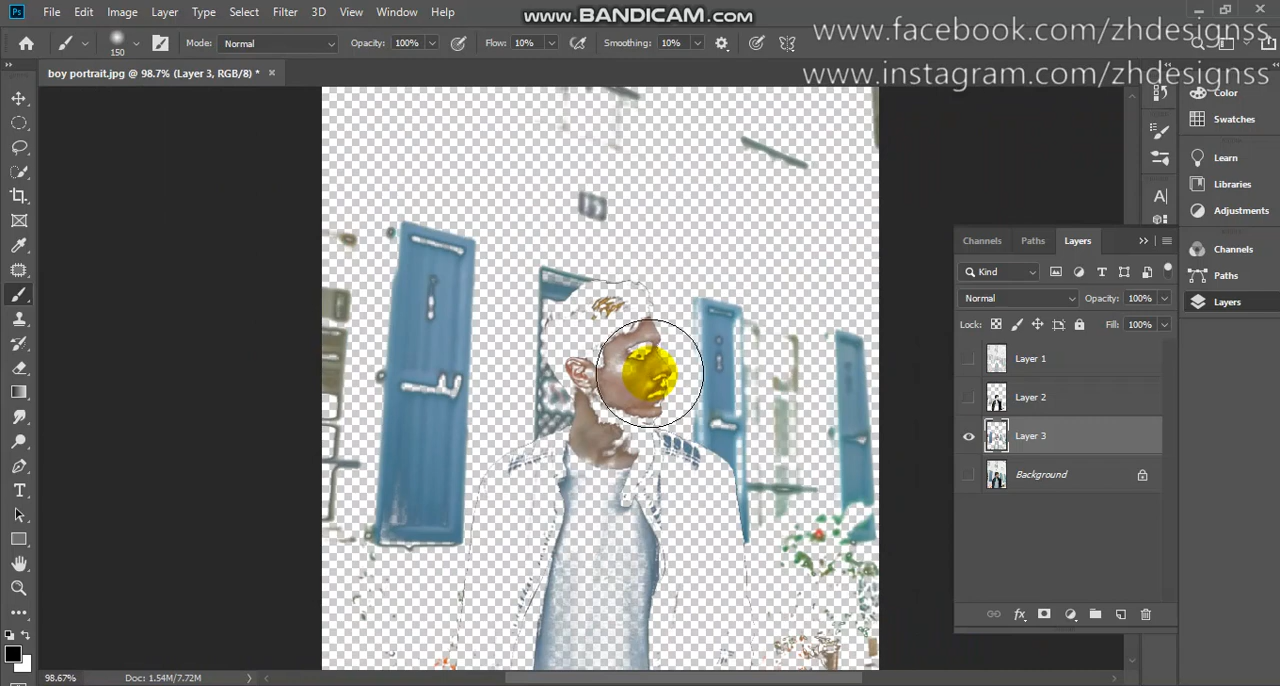 File Edit Image Layer Type Select Filter 3D View Window Help
www.BANDICAM.com
www.facebook.com/zhdesignss
150 Mode: Normal Opacity: 100% Flow: 10% Smoothing: 10%
boy portrait.jpg @ 98.7% (Layer 3, RGB/8) * ×
www.instagram.com/zhdesignss
Color
Swatches
Learn
Libraries
Adjustments
Channels
Paths
Layers
Channels Paths Layers
Kind
Normal Opacity: 100%
Lock: Fill: 100%
Layer 1
Layer 2
Layer 3
Background
98.67% Doc: 1.54M/7.72M